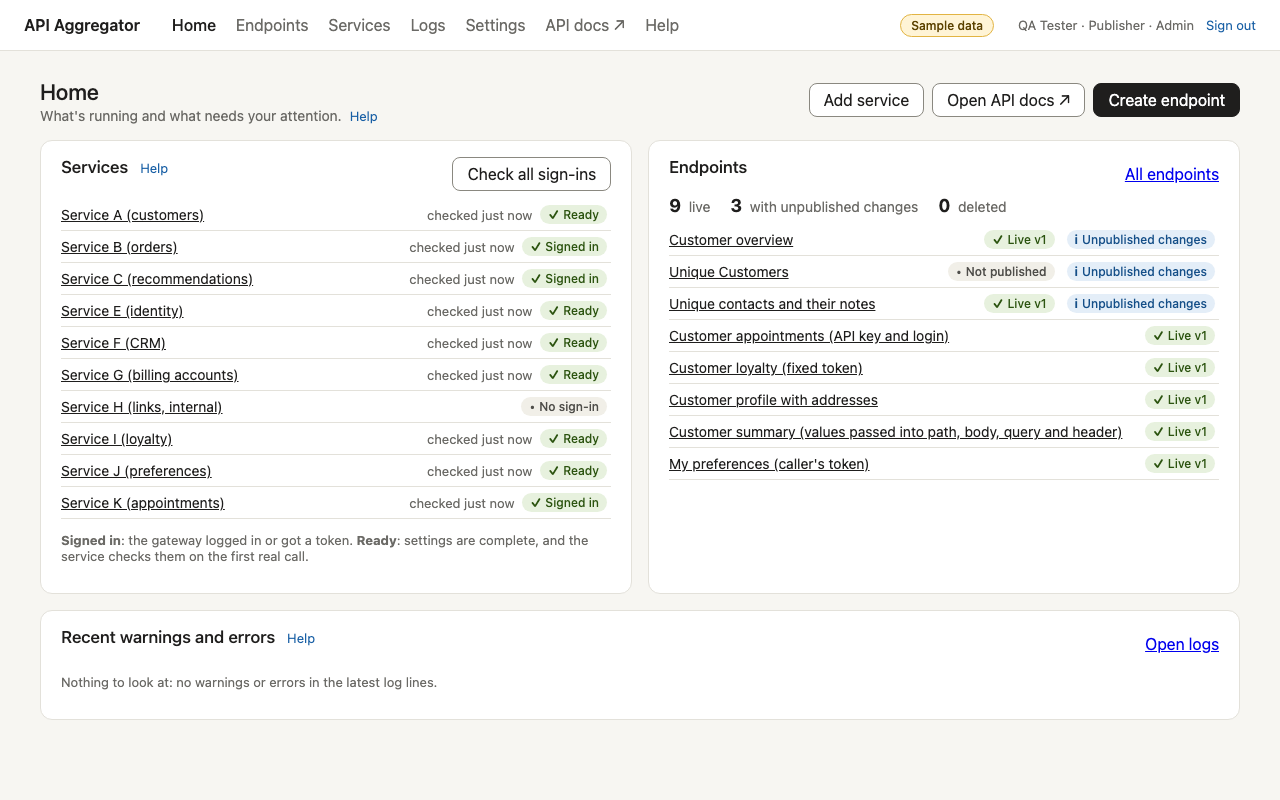 API Aggregator Home Endpoints Services Logs Settings API docs ↗ Help Sample data QA Tester · Publisher · Admin Sign out
Home
What's running and what needs your attention. Help
Add service Open API docs ↗ Create endpoint
Services Help
Check all sign-ins
Service A (customers) checked just now ✓ Ready
Service B (orders) checked just now ✓ Signed in
Service C (recommendations) checked just now ✓ Signed in
Service E (identity) checked just now ✓ Ready
Service F (CRM) checked just now ✓ Ready
Service G (billing accounts) checked just now ✓ Ready
Service H (links, internal) • No sign-in
Service I (loyalty) checked just now ✓ Ready
Service J (preferences) checked just now ✓ Ready
Service K (appointments) checked just now ✓ Signed in
Signed in: the gateway logged in or got a token. Ready: settings are complete, and the
service checks them on the first real call.
Endpoints
All endpoints
9 live 3 with unpublished changes 0 deleted
Customer overview ✓ Live v1 i Unpublished changes
Unique Customers • Not published i Unpublished changes
Unique contacts and their notes ✓ Live v1 i Unpublished changes
Customer appointments (API key and login) ✓ Live v1
Customer loyalty (fixed token) ✓ Live v1
Customer profile with addresses ✓ Live v1
Customer summary (values passed into path, body, query and header) ✓ Live v1
My preferences (caller's token) ✓ Live v1
Recent warnings and errors Help
Open logs
Nothing to look at: no warnings or errors in the latest log lines.